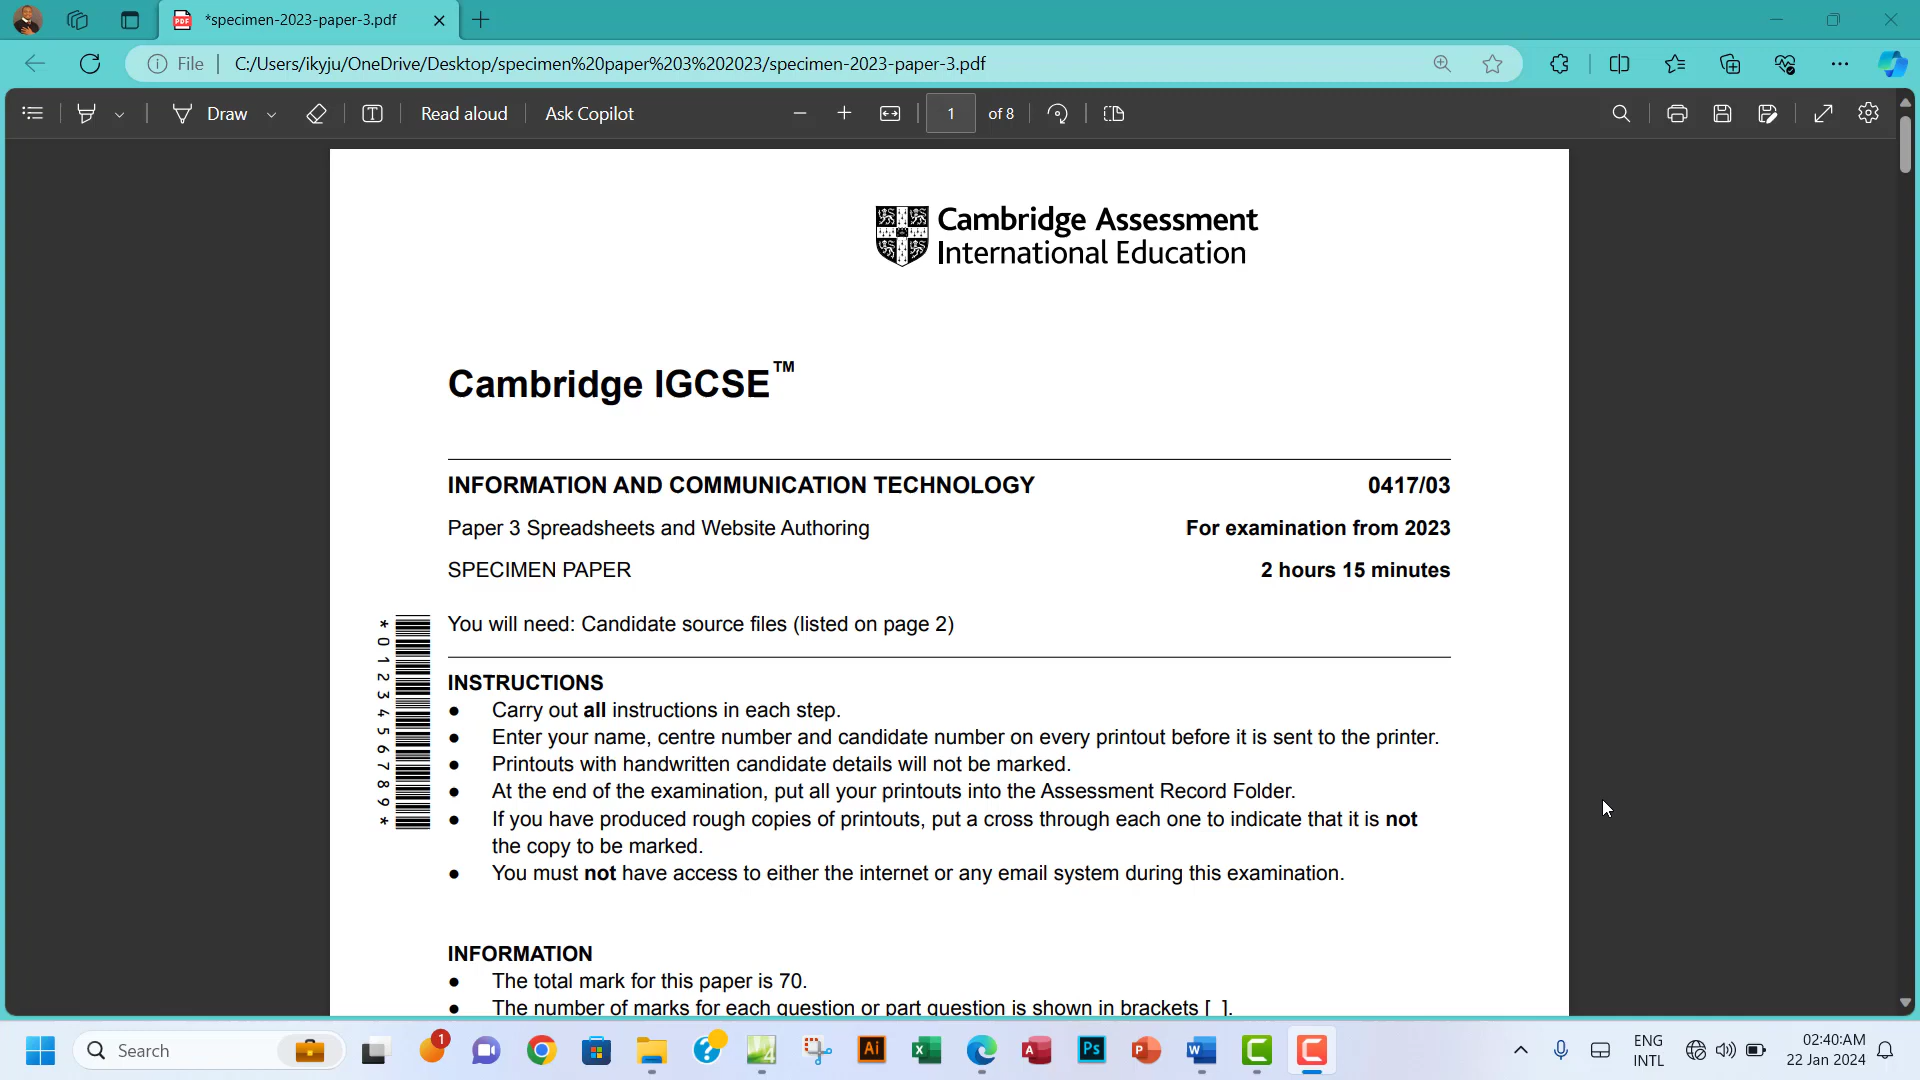 *specimen-2023-paper-3.pdf
File
C:/Users/ikyju/OneDrive/Desktop/specimen%20paper%203%202023/specimen-2023-paper-3.pdf
Draw
Read aloud
Ask Copilot
1 of 8
Cambridge Assessment
International Education
Cambridge IGCSE™
INFORMATION AND COMMUNICATION TECHNOLOGY 0417/03
Paper 3 Spreadsheets and Website Authoring For examination from 2023
SPECIMEN PAPER 2 hours 15 minutes
You will need: Candidate source files (listed on page 2)
*0123456789*
INSTRUCTIONS
● Carry out all instructions in each step.
● Enter your name, centre number and candidate number on every printout before it is sent to the printer.
● Printouts with handwritten candidate details will not be marked.
● At the end of the examination, put all your printouts into the Assessment Record Folder.
● If you have produced rough copies of printouts, put a cross through each one to indicate that it is not
the copy to be marked.
● You must not have access to either the internet or any email system during this examination.
INFORMATION
● The total mark for this paper is 70.
● The number of marks for each question or part question is shown in brackets [ ].
Search
1
ENG
INTL
02:40:AM
22 Jan 2024